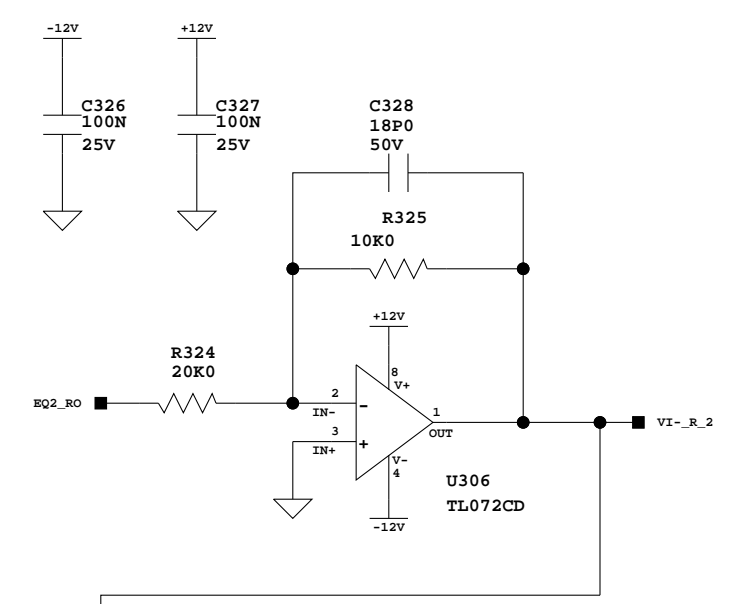 -12V
+12V
C326
100N
25V
C327
100N
25V
C328
18P0
50V
R325
10K0
+12V
R324
20K0
8
V+
EQ2_RO
2
IN-
-
1
OUT
VI-_R_2
3
IN+
+
V-
4
U306
TL072CD
-12V